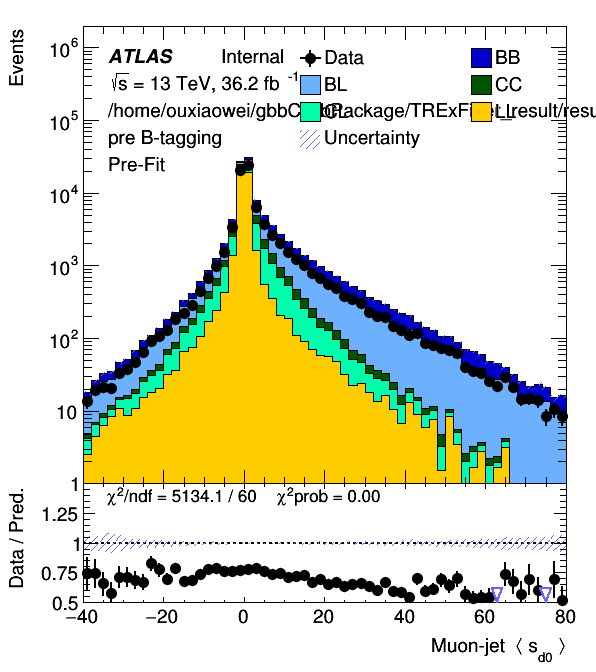 Events
10⁶
10⁵
10⁴
10³
10²
10
1
ATLAS Internal
√s = 13 TeV, 36.2 fb⁻¹
pre B-tagging
Pre-Fit
Data
BB
BL
CC
CL
LL
Uncertainty
χ²/ndf = 5134.1 / 60 χ²prob = 0.00
Data / Pred.
1.25
1
0.75
0.5
−40 −20 0 20 40 60 80
Muon-jet ⟨ s_d0 ⟩